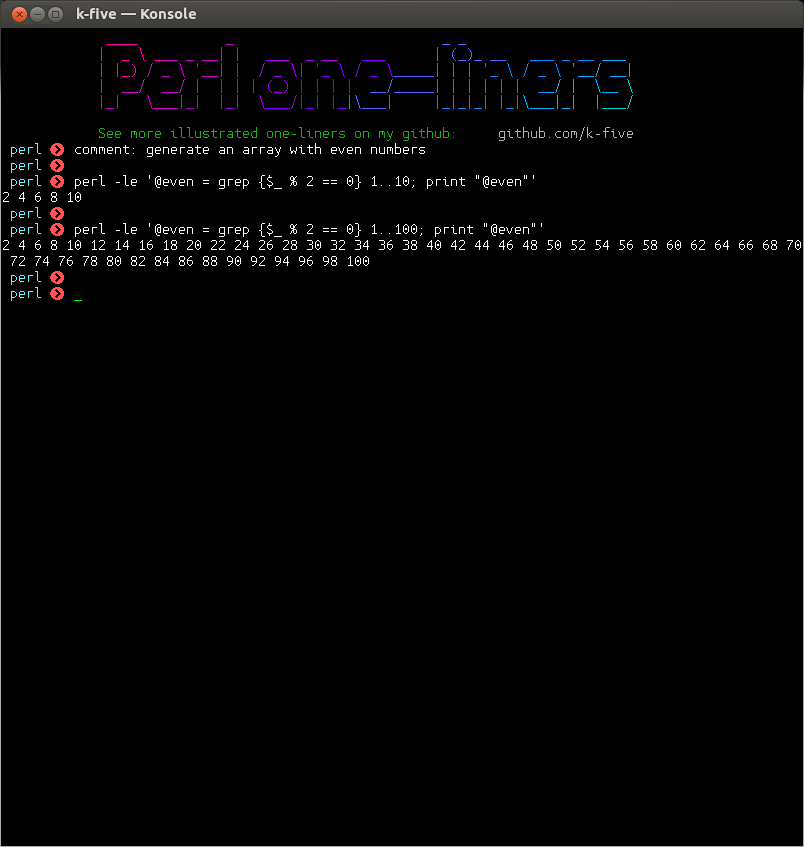 k-five — Konsole
Perl one-liners
See more illustrated one-liners on my github: github.com/k-five
perl comment: generate an array with even numbers
perl
perl perl -le '@even = grep {$_ % 2 == 0} 1..10; print "@even"'
2 4 6 8 10
perl
perl perl -le '@even = grep {$_ % 2 == 0} 1..100; print "@even"'
2 4 6 8 10 12 14 16 18 20 22 24 26 28 30 32 34 36 38 40 42 44 46 48 50 52 54 56 58 60 62 64 66 68 70
72 74 76 78 80 82 84 86 88 90 92 94 96 98 100
perl
perl _